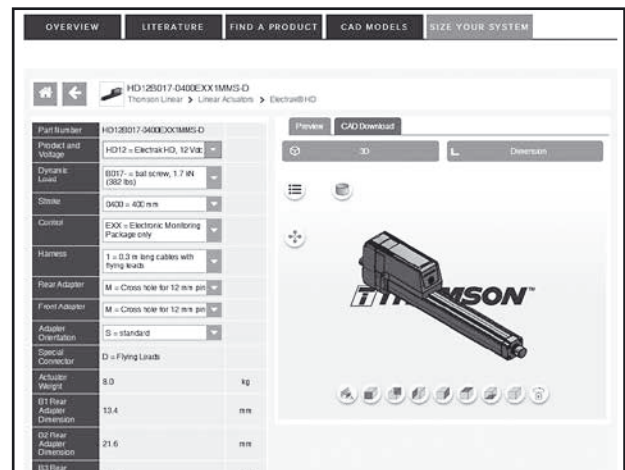 OVERVIEW
LITERATURE
FIND A PRODUCT
CAD MODELS
SIZE YOUR SYSTEM
HD12B017-0400EXX1MMS-D
Thomson Linear > Linear Actuators > Electrak® HD
Part Number HD12B017-0400EXX1MMS-D
Product and
Voltage
HD12 = Electrak HD, 12 Vdc
Dynamic
Load
B017- = ball screw, 1.7 kN
(382 lbs)
Stroke
0400 = 400 mm
Control
EXX = Electronic Monitoring
Package only
Harness
1 = 0.3 m long cables with
flying leads
Rear Adapter
M = Cross hole for 12 mm pin
Front Adapter
M = Cross hole for 12 mm pin
Adapter
Orientation
S = standard
Special
Connector
D = Flying Leads
Actuator
Weight
8.0 kg
B1 Rear
Adapter
Dimension
13.4 mm
B2 Rear
Adapter
Dimension
21.6 mm
B3 Rear
Preview
CAD Download
3D
Dimension
THOMSON™